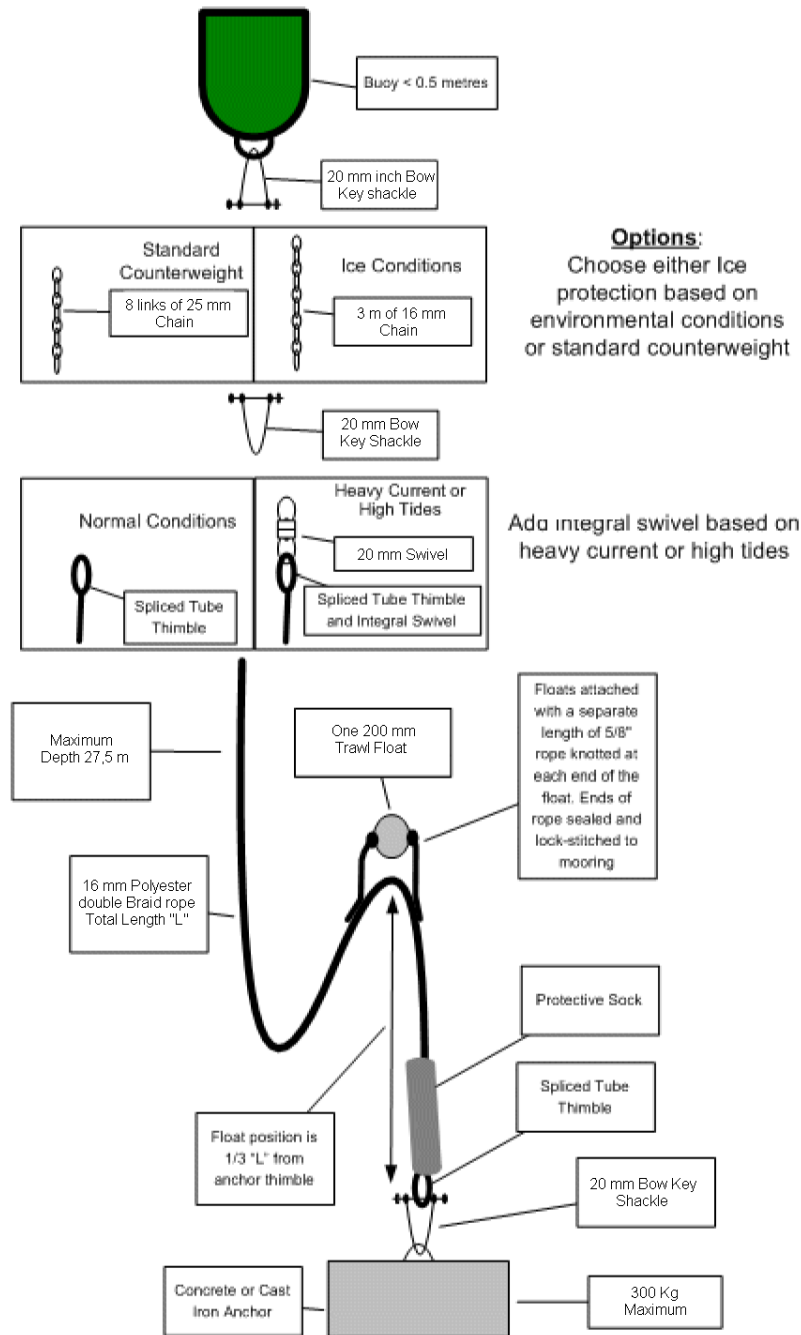 Buoy < 0.5 metres
20 mm inch Bow
Key shackle
Standard
Counterweight
8 links of 25 mm
Chain
Ice Conditions
3 m of 16 mm
Chain
Options:
Choose either Ice
protection based on
environmental conditions
or standard counterweight
20 mm Bow
Key Shackle
Normal Conditions
Spliced Tube
Thimble
Heavy Current or
High Tides
20 mm Swivel
Spliced Tube Thimble
and Integral Swivel
Add integral swivel based on
heavy current or high tides
Maximum
Depth 27,5 m
One 200 mm
Trawl Float
Floats attached
with a separate
length of 5/8"
rope knotted at
each end of the
float. Ends of
rope sealed and
lock-stitched to
mooring
16 mm Polyester
double Braid rope
Total Length "L"
Protective Sock
Spliced Tube
Thimble
Float position is
1/3 "L" from
anchor thimble
20 mm Bow Key
Shackle
Concrete or Cast
Iron Anchor
300 Kg
Maximum